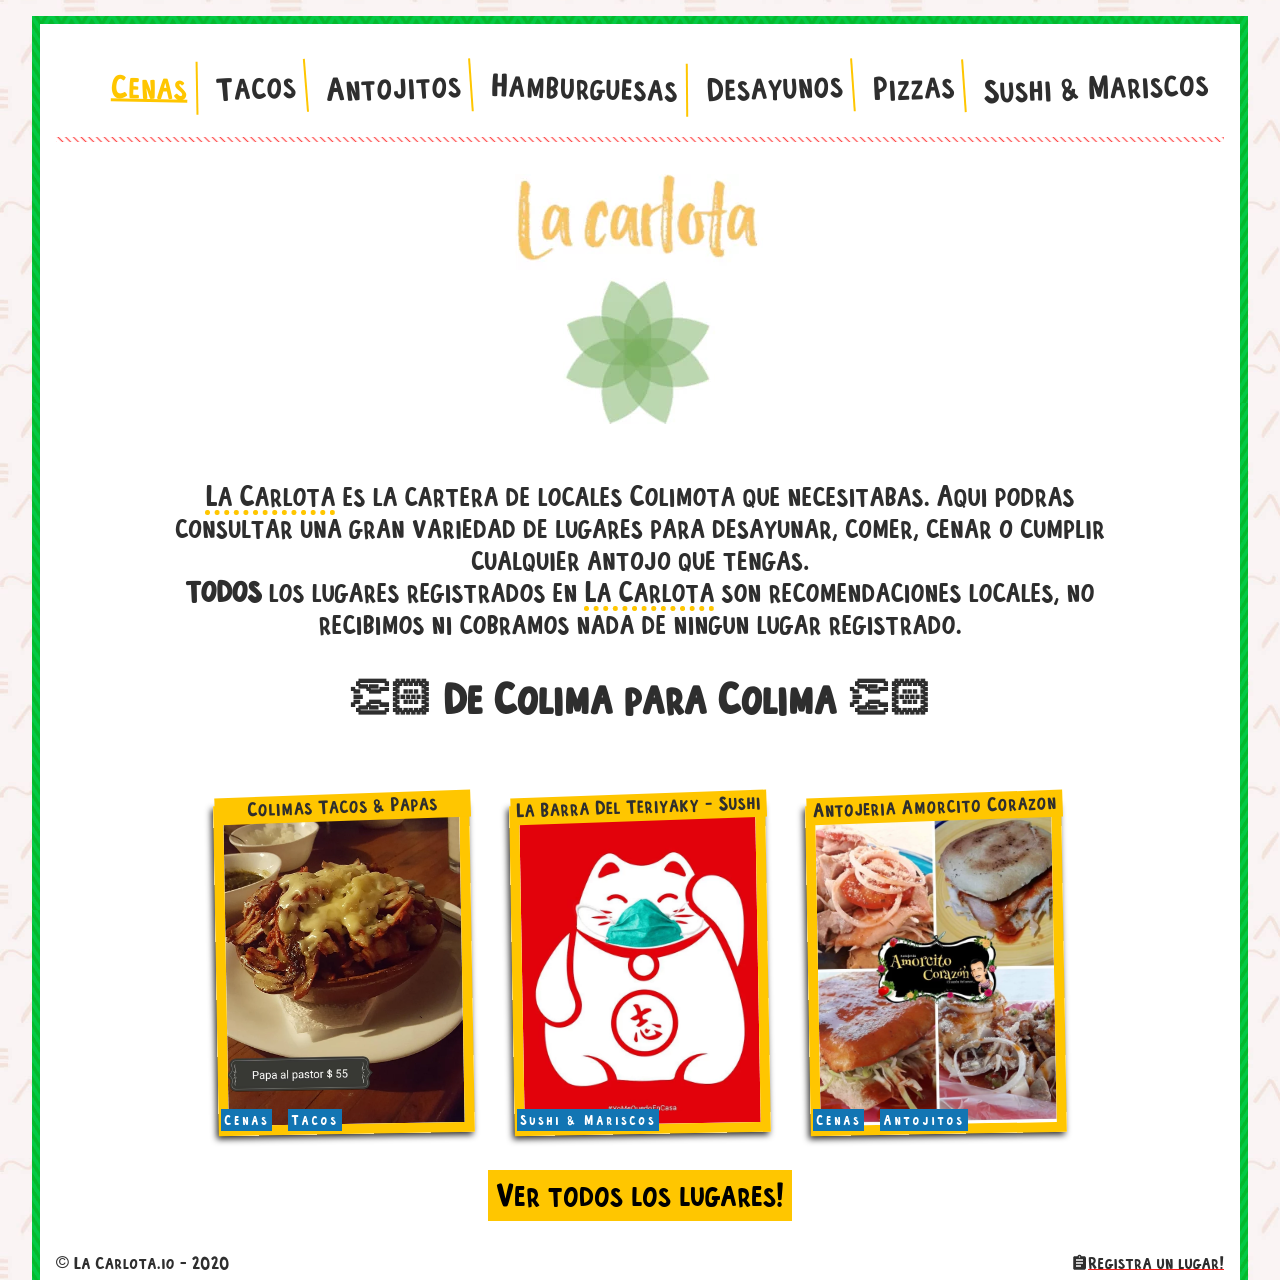 Cenas
Tacos
Antojitos
Hamburguesas
Desayunos
Pizzas
Sushi & Mariscos
La carlota
La Carlota es la cartera de locales Colimota que necesitabas. Aqui podras
consultar una gran variedad de lugares para desayunar, comer, cenar o cumplir
cualquier antojo que tengas.
TODOS los lugares registrados en La Carlota son recomendaciones locales, no
recibimos ni cobramos nada de ningun lugar registrado.
👏🏻 De Colima para Colima 👏🏻
Colimas Tacos & Papas
Papa al pastor $ 55
Cenas
Tacos
La Barra Del Teriyaky - Sushi
志
#YoMeQuedoEnCasa
Sushi & Mariscos
Antojeria Amorcito Corazon
Amorcito
Corazón
Cenas
Antojitos
Ver todos los lugares!
© La Carlota.io - 2020
Registra un lugar!